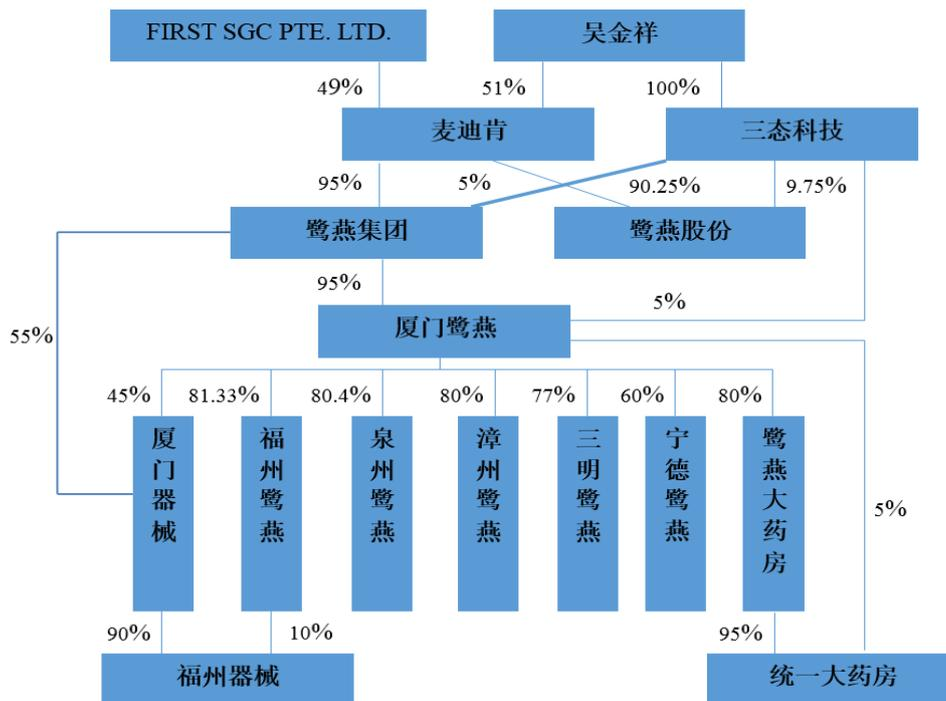 FIRST SGC PTE. LTD.
吴金祥
49%
51%
100%
麦迪肯
三态科技
95%
5%
90.25%
9.75%
鹭燕集团
鹭燕股份
95%
5%
厦门鹭燕
55%
45%
81.33%
80.4%
80%
77%
60%
80%
厦门器械
福州鹭燕
泉州鹭燕
漳州鹭燕
三明鹭燕
宁德鹭燕
鹭燕大药房
5%
90%
10%
95%
福州器械
统一大药房